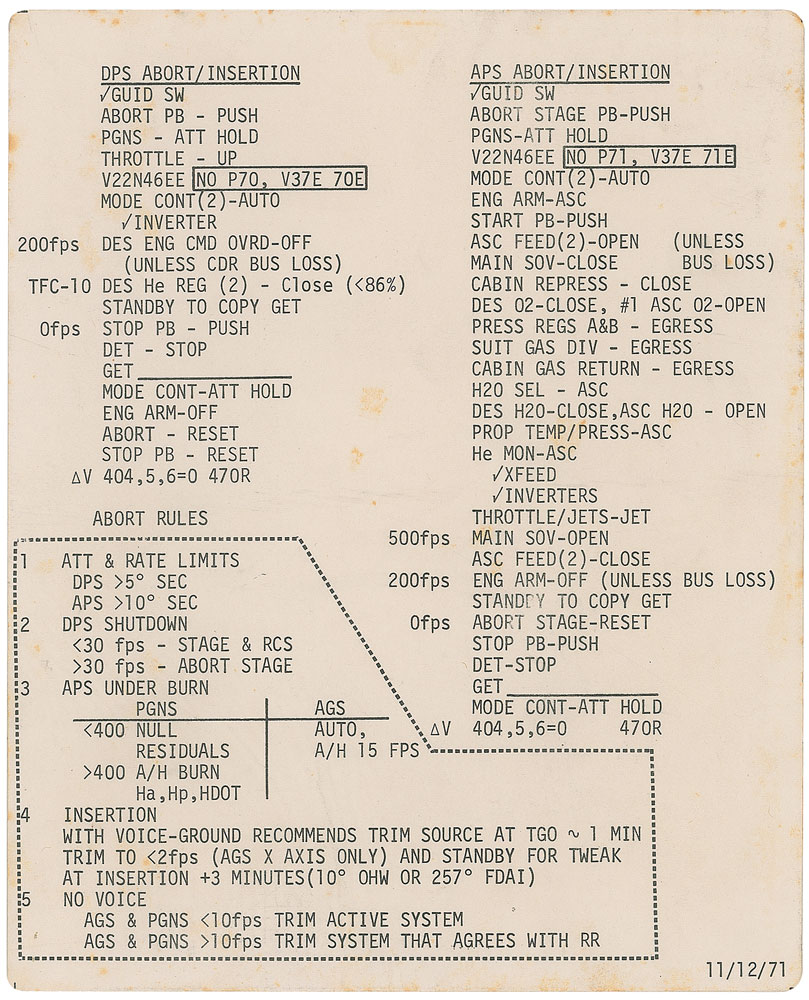 DPS ABORT/INSERTION
√GUID SW
ABORT PB - PUSH
PGNS - ATT HOLD
THROTTLE - UP
V22N46EE NO P70, V37E 70E
MODE CONT(2)-AUTO
√INVERTER
200fps DES ENG CMD OVRD-OFF
(UNLESS CDR BUS LOSS)
TFC-10 DES He REG (2) - Close (<86%)
STANDBY TO COPY GET
0fps STOP PB - PUSH
DET - STOP
GET
MODE CONT-ATT HOLD
ENG ARM-OFF
ABORT - RESET
STOP PB - RESET
ΔV 404,5,6=0 470R
APS ABORT/INSERTION
√GUID SW
ABORT STAGE PB-PUSH
PGNS-ATT HOLD
V22N46EE NO P71, V37E 71E
MODE CONT(2)-AUTO
ENG ARM-ASC
START PB-PUSH
ASC FEED(2)-OPEN (UNLESS
MAIN SOV-CLOSE BUS LOSS)
CABIN REPRESS - CLOSE
DES O2-CLOSE, #1 ASC O2-OPEN
PRESS REGS A&B - EGRESS
SUIT GAS DIV - EGRESS
CABIN GAS RETURN - EGRESS
H2O SEL - ASC
DES H2O-CLOSE,ASC H2O - OPEN
PROP TEMP/PRESS-ASC
He MON-ASC
√XFEED
√INVERTERS
THROTTLE/JETS-JET
500fps MAIN SOV-OPEN
ASC FEED(2)-CLOSE
200fps ENG ARM-OFF (UNLESS BUS LOSS)
STANDBY TO COPY GET
0fps ABORT STAGE-RESET
STOP PB-PUSH
DET-STOP
GET
MODE CONT-ATT HOLD
ΔV 404,5,6=0 470R
ABORT RULES
1 ATT & RATE LIMITS
DPS >5° SEC
APS >10° SEC
2 DPS SHUTDOWN
<30 fps - STAGE & RCS
>30 fps - ABORT STAGE
3 APS UNDER BURN
PGNS AGS
<400 NULL AUTO,
RESIDUALS A/H 15 FPS
>400 A/H BURN
Ha,Hp,HDOT
4 INSERTION
WITH VOICE-GROUND RECOMMENDS TRIM SOURCE AT TGO ~ 1 MIN
TRIM TO <2fps (AGS X AXIS ONLY) AND STANDBY FOR TWEAK
AT INSERTION +3 MINUTES(10° OHW OR 257° FDAI)
5 NO VOICE
AGS & PGNS <10fps TRIM ACTIVE SYSTEM
AGS & PGNS >10fps TRIM SYSTEM THAT AGREES WITH RR
11/12/71